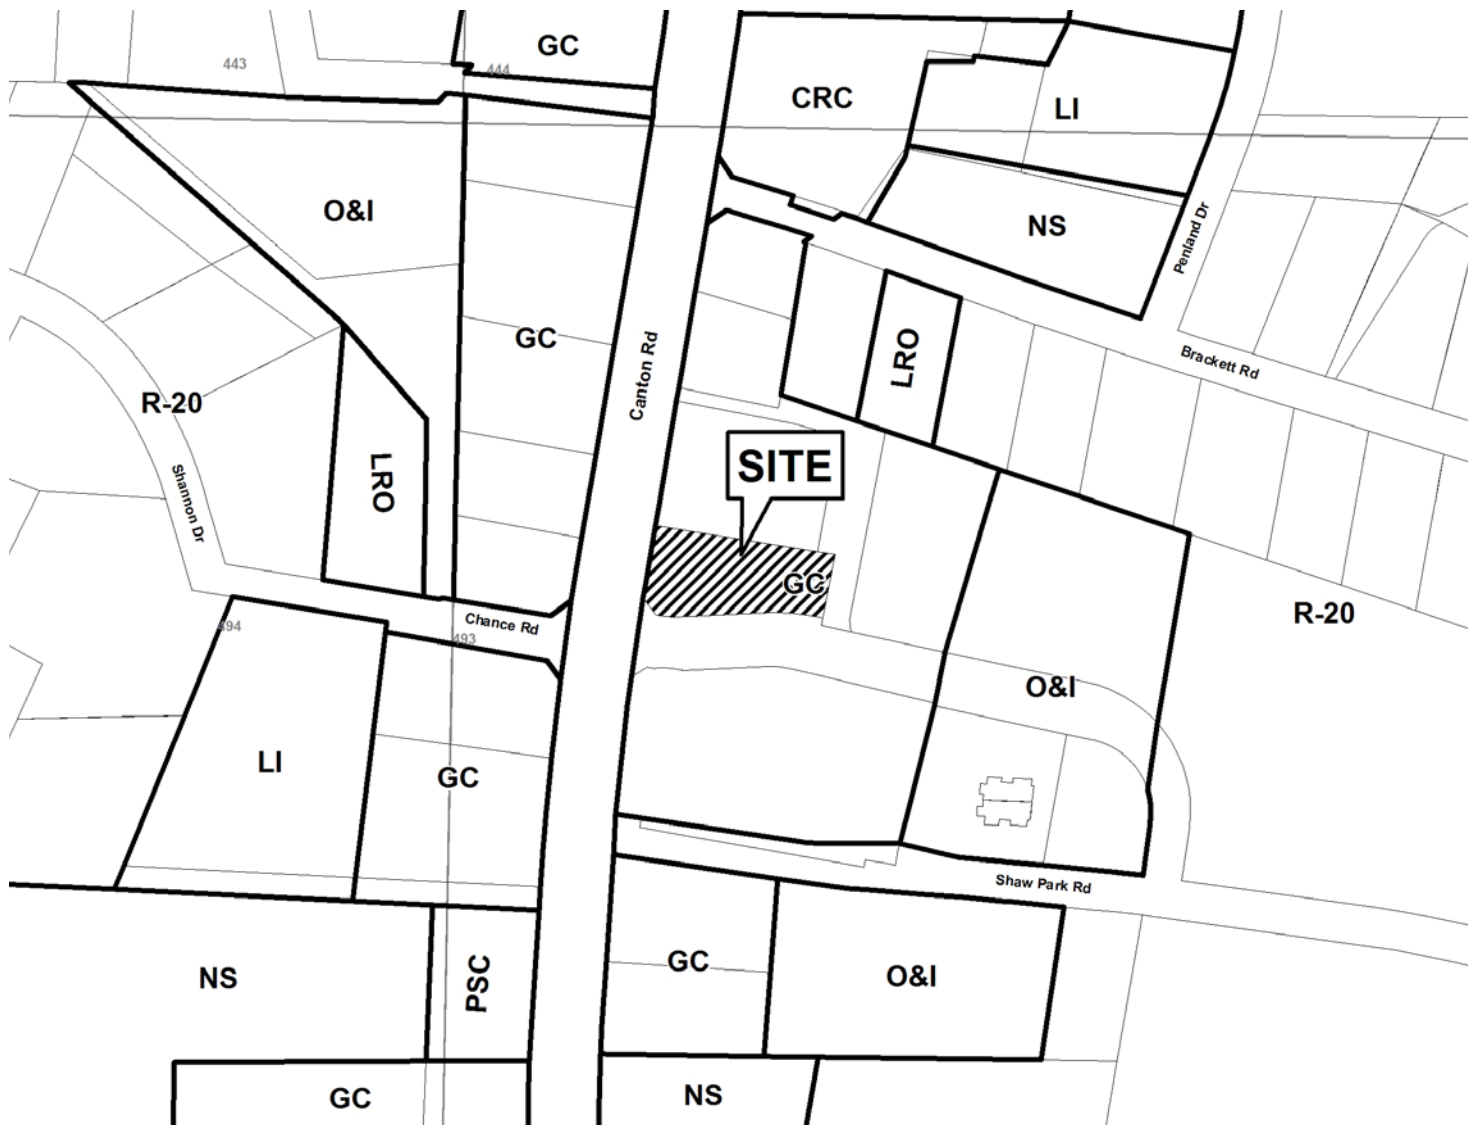 GC
443
444
CRC
LI
O&I
NS
Penland Dr
GC
Canton Rd
LRO
Brackett Rd
R-20
LRO
Shannon Dr
SITE
GC
R-20
Chance Rd
494
493
O&I
LI
GC
Shaw Park Rd
NS
PSC
GC
O&I
GC
NS